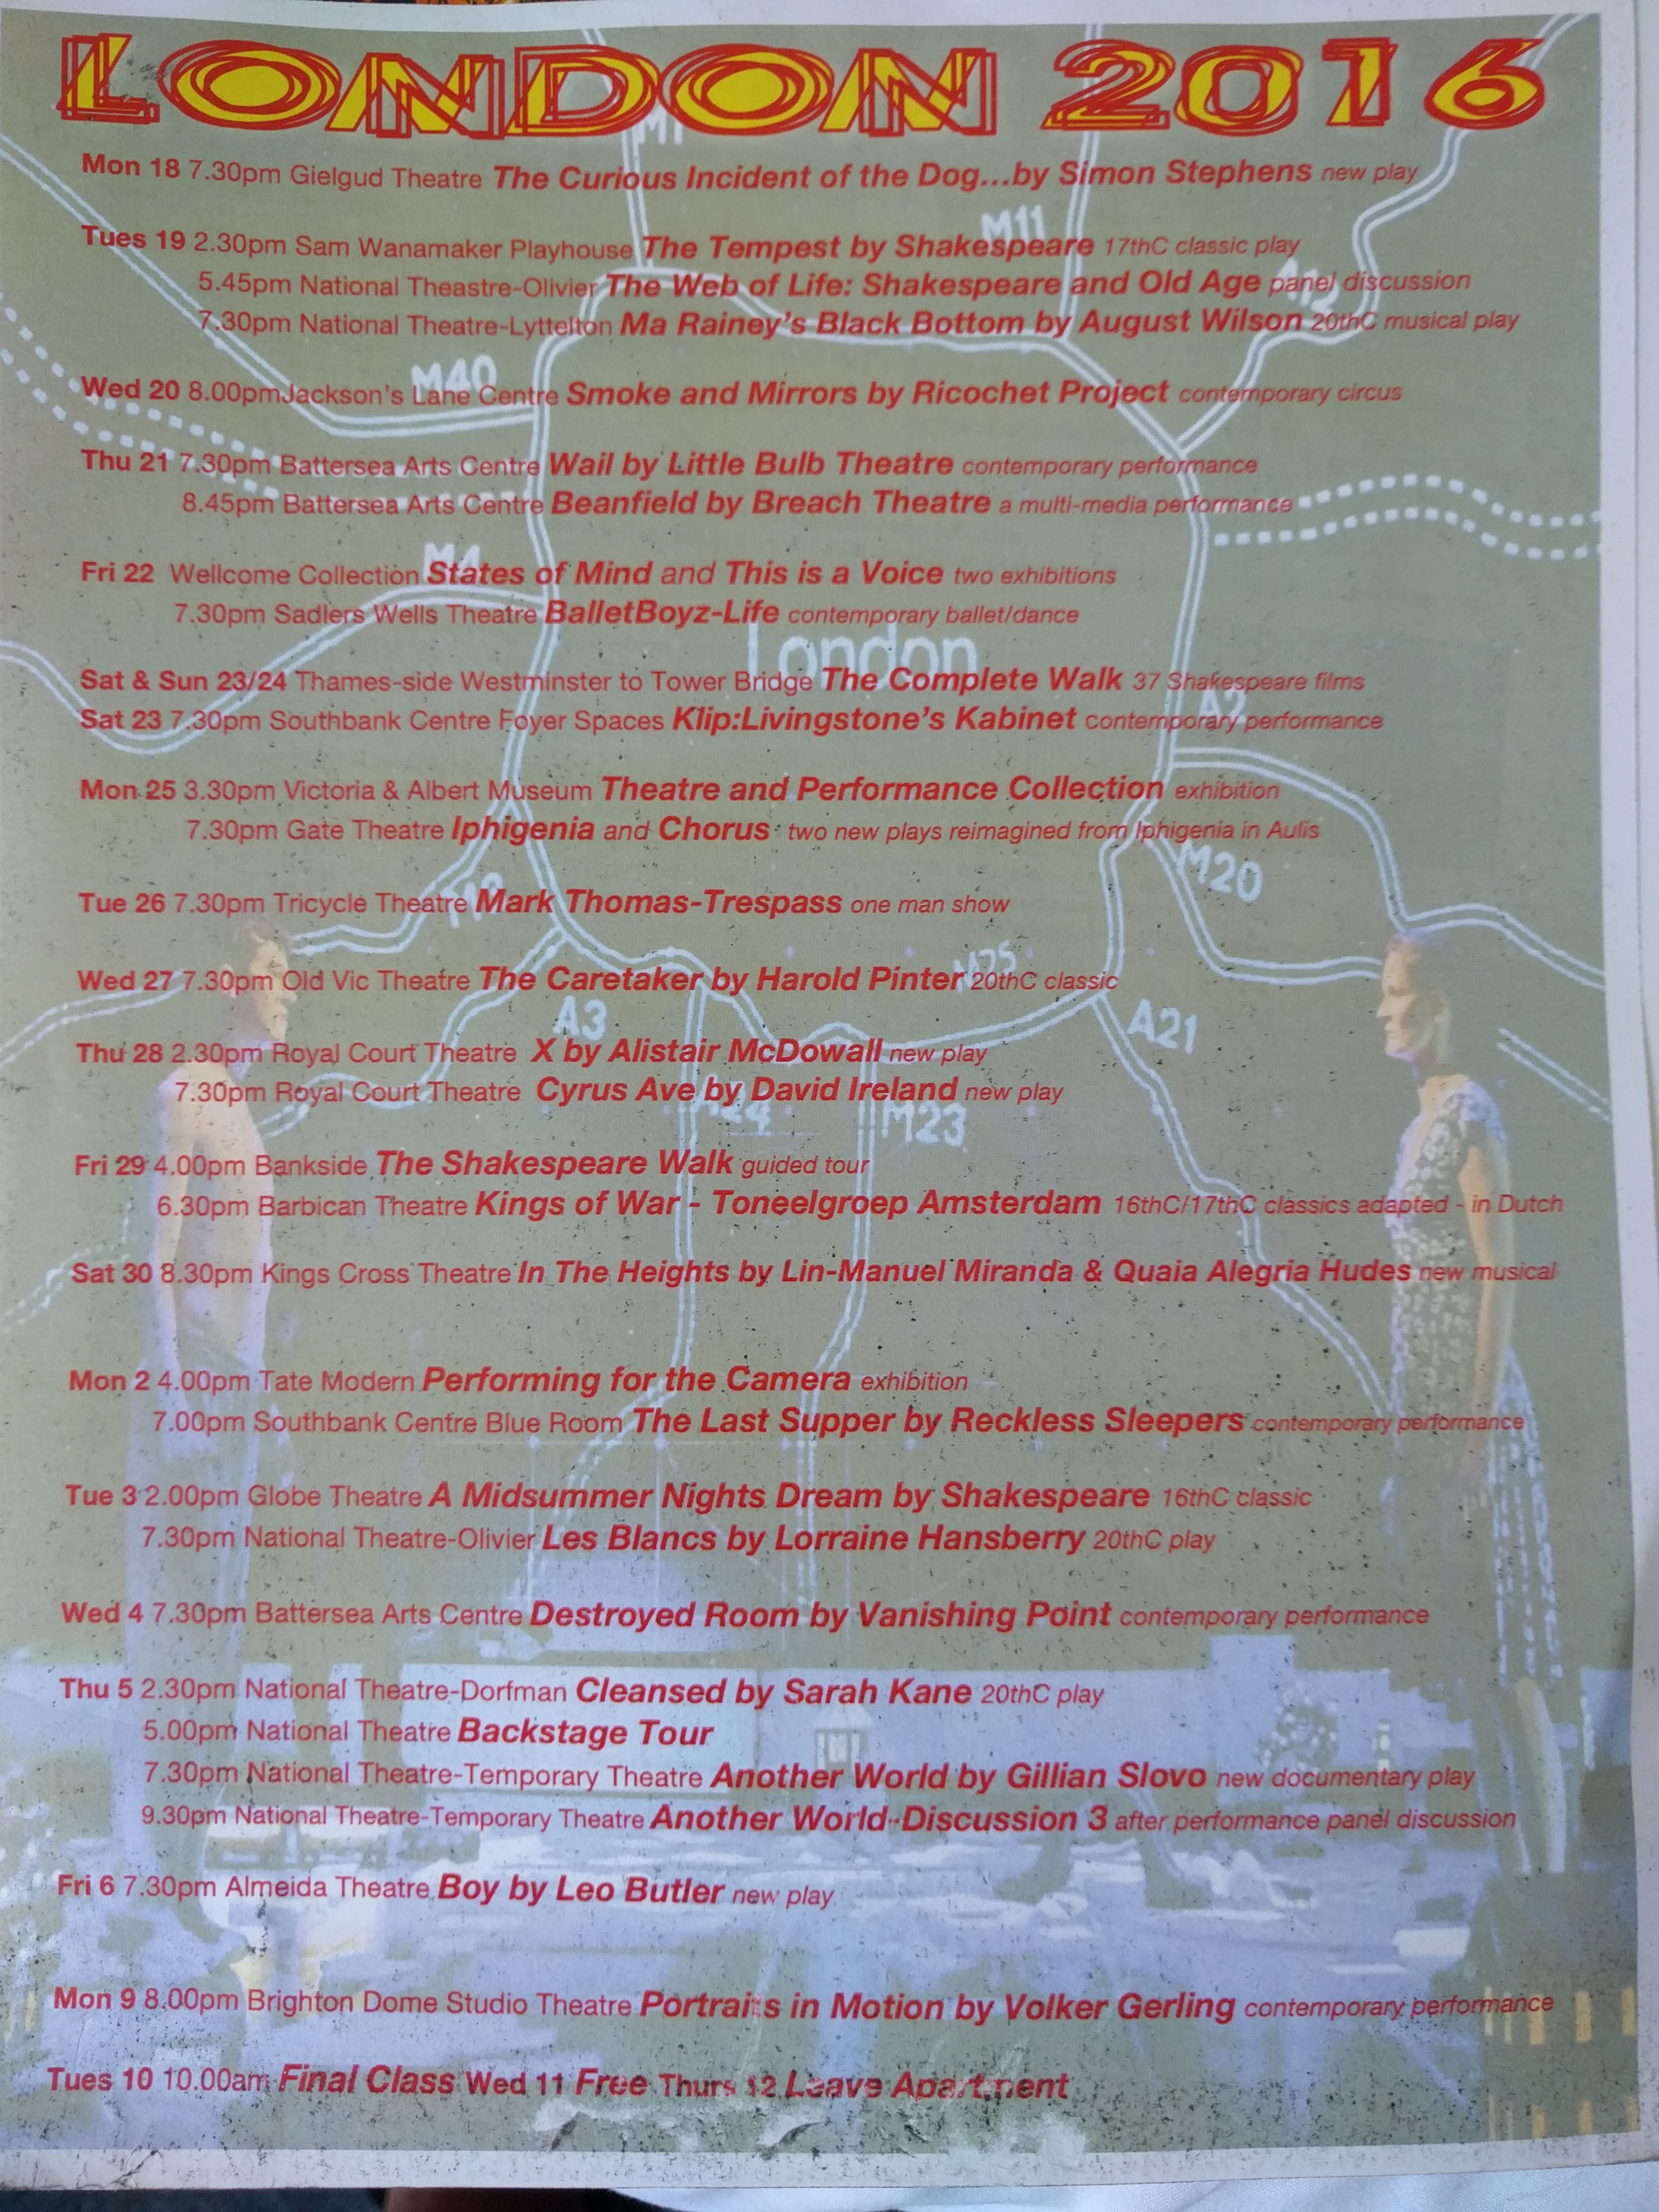 LONDON 2016
Mon 18 7.30pm Gielgud Theatre The Curious Incident of the Dog...by Simon Stephens new play
Tues 19 2.30pm Sam Wanamaker Playhouse The Tempest by Shakespeare 17thC classic play
5.45pm National Theastre-Olivier The Web of Life: Shakespeare and Old Age panel discussion
7.30pm National Theatre-Lyttelton Ma Rainey's Black Bottom by August Wilson 20thC musical play
Wed 20 8.00pmJackson's Lane Centre Smoke and Mirrors by Ricochet Project contemporary circus
Thu 21 7.30pm Battersea Arts Centre Wail by Little Bulb Theatre contemporary performance
8.45pm Battersea Arts Centre Beanfield by Breach Theatre a multi-media performance
Fri 22 Wellcome Collection States of Mind and This is a Voice two exhibitions
7.30pm Sadlers Wells Theatre BalletBoyz-Life contemporary ballet/dance
Sat & Sun 23/24 Thames-side Westminster to Tower Bridge The Complete Walk 37 Shakespeare films
Sat 23 7.30pm Southbank Centre Foyer Spaces Klip:Livingstone's Kabinet contemporary performance
Mon 25 3.30pm Victoria & Albert Museum Theatre and Performance Collection exhibition
7.30pm Gate Theatre Iphigenia and Chorus two new plays reimagined from Iphigenia in Aulis
Tue 26 7.30pm Tricycle Theatre Mark Thomas-Trespass one man show
Wed 27 7.30pm Old Vic Theatre The Caretaker by Harold Pinter 20thC classic
Thu 28 2.30pm Royal Court Theatre X by Alistair McDowall new play
7.30pm Royal Court Theatre Cyrus Ave by David Ireland new play
Fri 29 4.00pm Bankside The Shakespeare Walk guided tour
6.30pm Barbican Theatre Kings of War - Toneelgroep Amsterdam 16thC/17thC classics adapted - in Dutch
Sat 30 8.30pm Kings Cross Theatre In The Heights by Lin-Manuel Miranda & Quaia Alegria Hudes new musical
Mon 2 4.00pm Tate Modern Performing for the Camera exhibition
7.00pm Southbank Centre Blue Room The Last Supper by Reckless Sleepers contemporary performance
Tue 3 2.00pm Globe Theatre A Midsummer Nights Dream by Shakespeare 16thC classic
7.30pm National Theatre-Olivier Les Blancs by Lorraine Hansberry 20thC play
Wed 4 7.30pm Battersea Arts Centre Destroyed Room by Vanishing Point contemporary performance
Thu 5 2.30pm National Theatre-Dorfman Cleansed by Sarah Kane 20thC play
5.00pm National Theatre Backstage Tour
7.30pm National Theatre-Temporary Theatre Another World by Gillian Slovo new documentary play
9.30pm National Theatre-Temporary Theatre Another World-Discussion 3 after performance panel discussion
Fri 6 7.30pm Almeida Theatre Boy by Leo Butler new play
Mon 9 8.00pm Brighton Dome Studio Theatre Portraits in Motion by Volker Gerling contemporary performance
Tues 10 10.00am Final Class Wed 11 Free Thurs 12 Leave Apartment
M1
M11
M40
M4
London
A2
M20
M25
A3
A21
M23